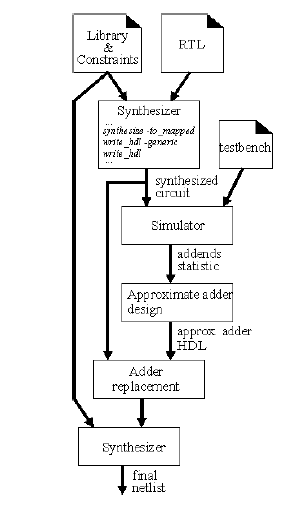 Library
&
Constraints
RTL
Synthesizer
...
synthesize -to_mapped
write_hdl -generic
write_hdl
...
testbench
synthesized
circuit
Simulator
addends
statistic
Approximate adder
design
approx. adder
HDL
Adder
replacement
Synthesizer
final
netlist